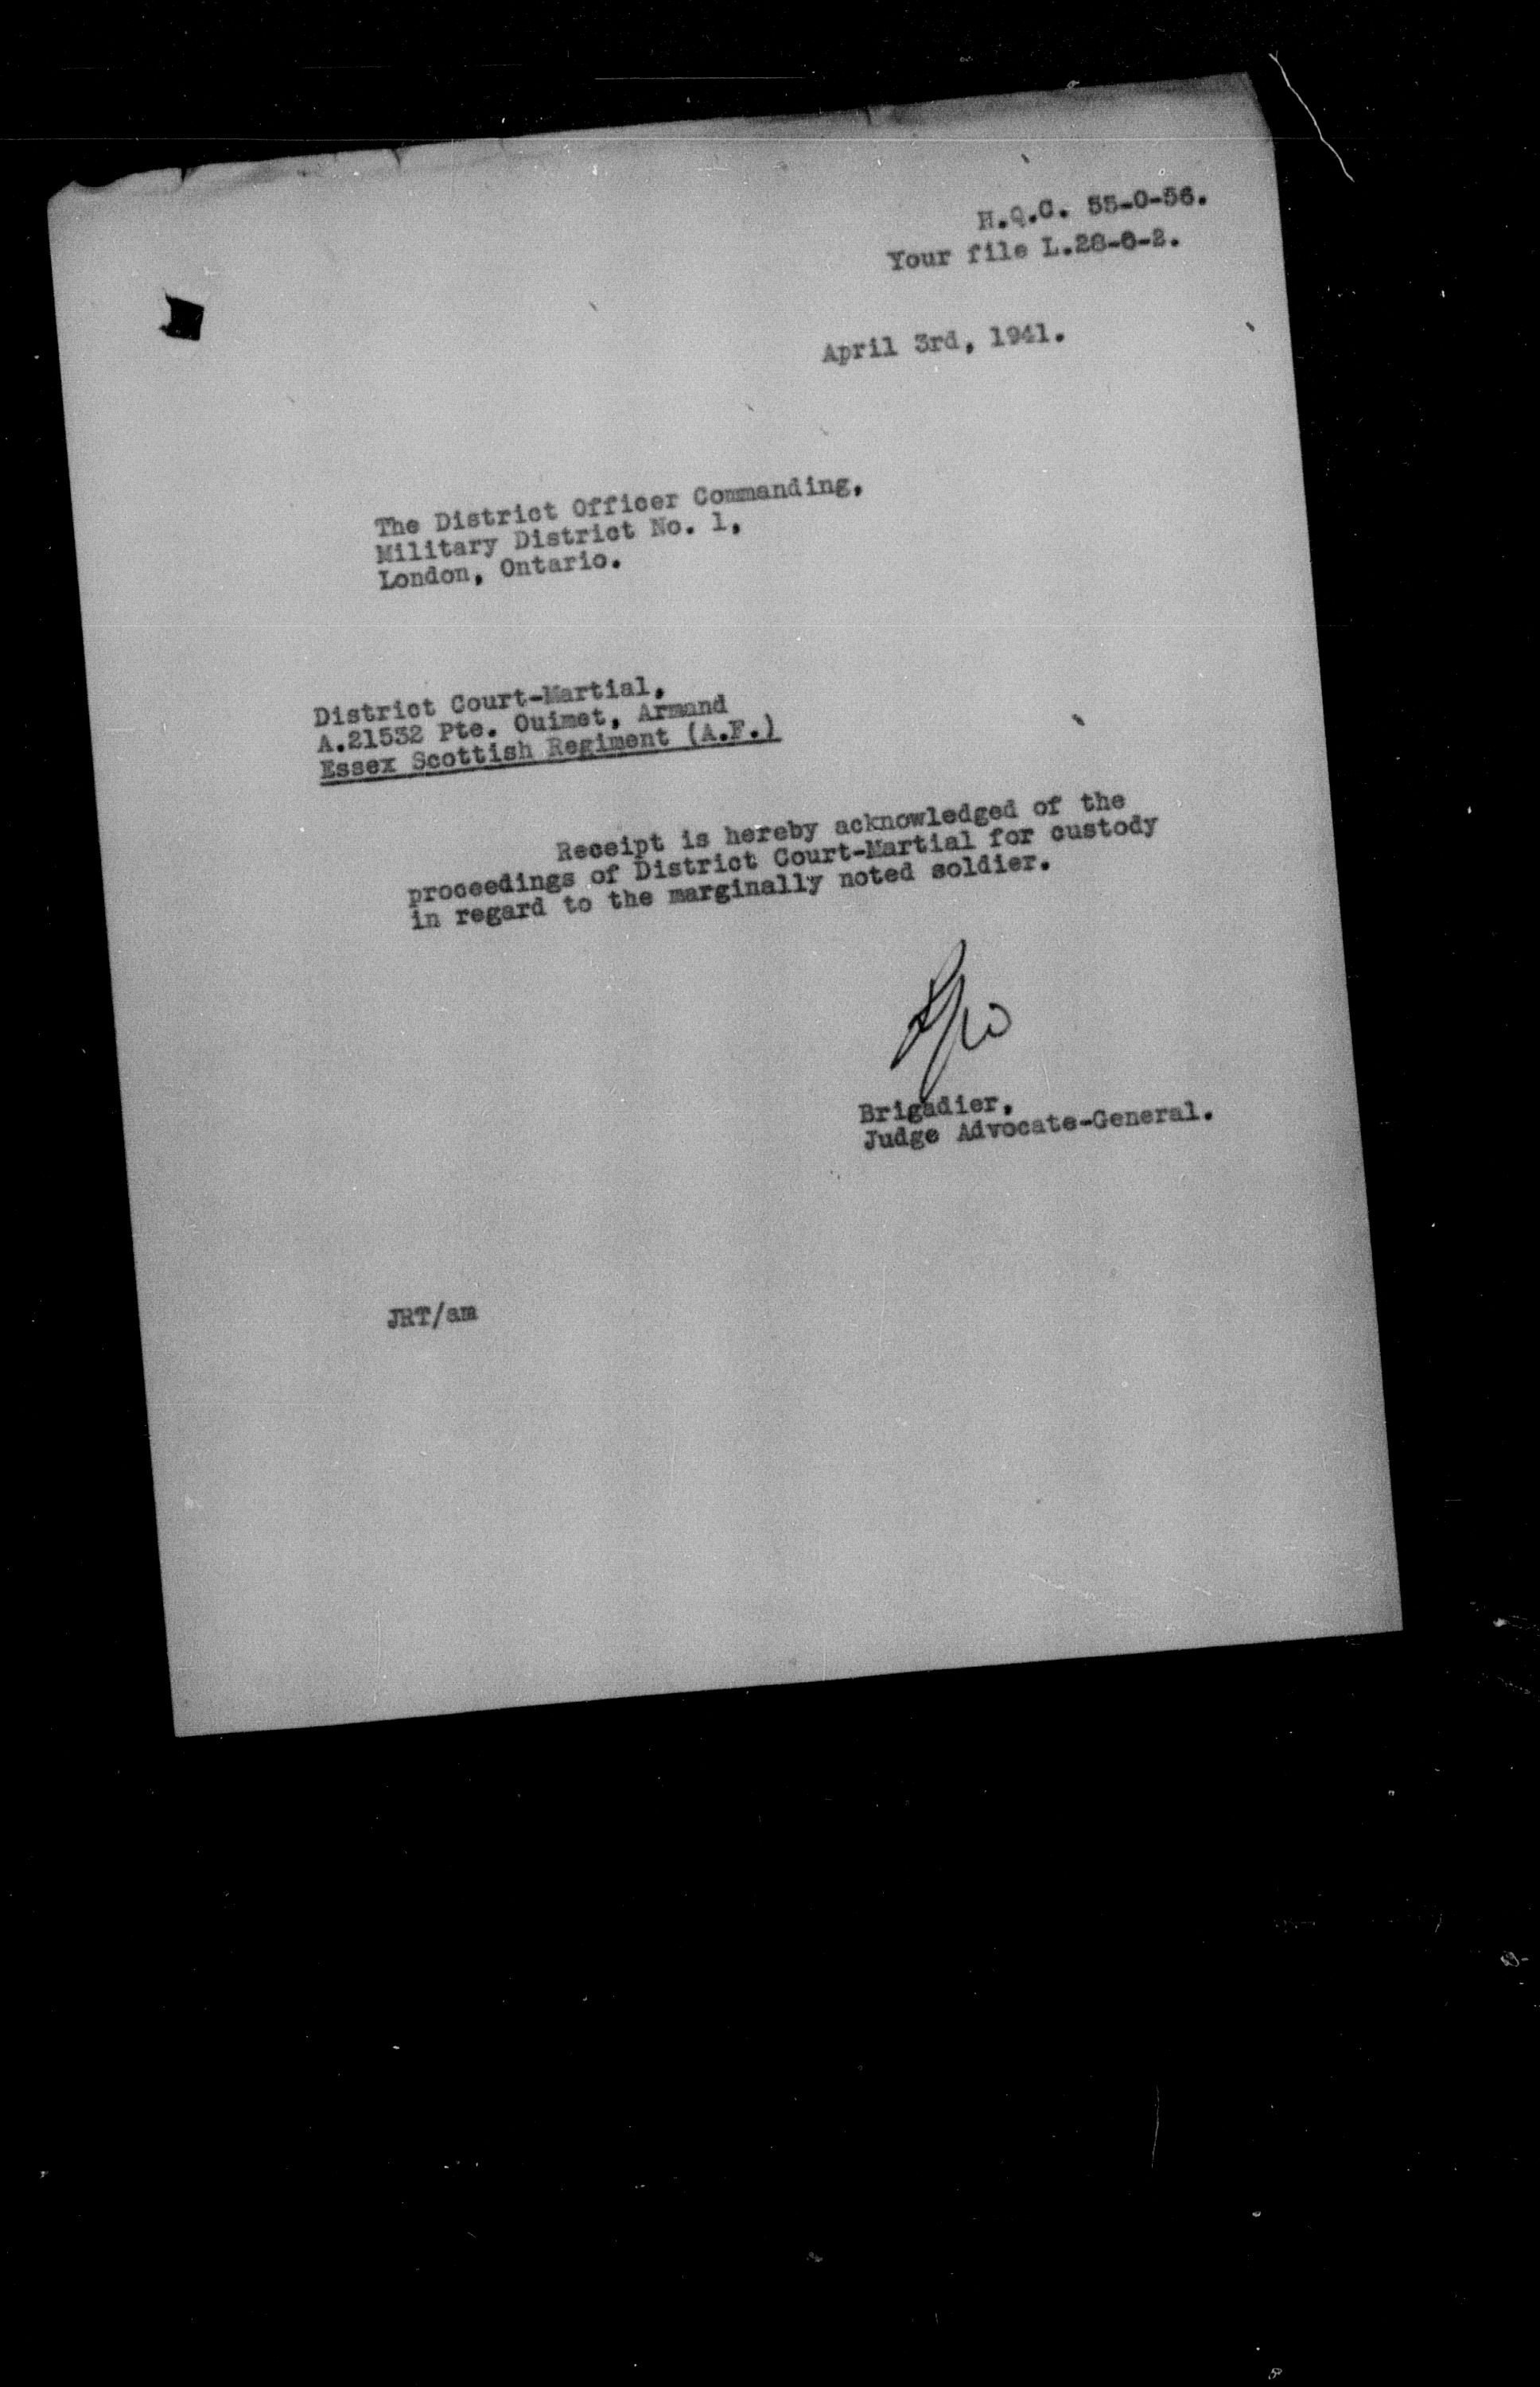 H.Q.C. 55-O-56.
Your file L.28-6-2.
April 3rd, 1941.
The District Officer Commanding,
Military District No. 1,
London, Ontario.
District Court-Martial,
A.21532 Pte. Ouimet, Armand
Essex Scottish Regiment (A.F.)
Receipt is hereby acknowledged of the
proceedings of District Court-Martial for custody
in regard to the marginally noted soldier.
Brigadier,
Judge Advocate-General.
JRT/am